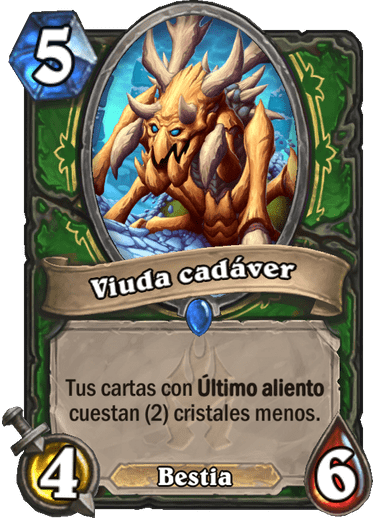 5
Viuda cadáver
Tus cartas con Último aliento
cuestan (2) cristales menos.
4
Bestia
6